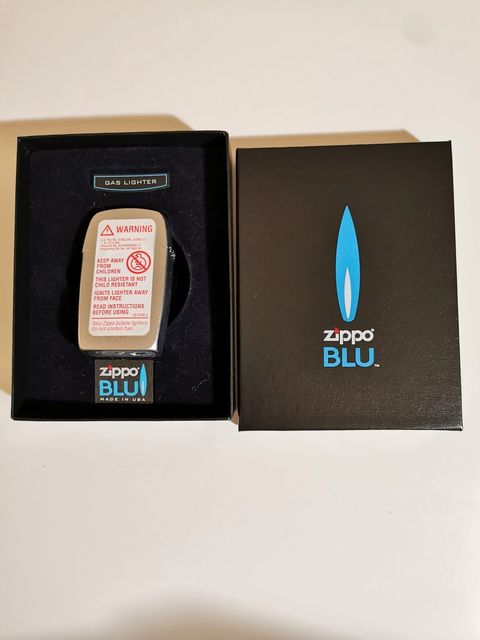 GAS LIGHTER
WARNING
KEEP AWAY
FROM
CHILDREN
THIS LIGHTER IS NOT
CHILD RESISTANT
IGNITE LIGHTER AWAY
FROM FACE
READ INSTRUCTIONS
BEFORE USING
New Zippo butane lighters
do not contain fuel.
zippo
BLU
MADE IN USA
zippo®
BLU™